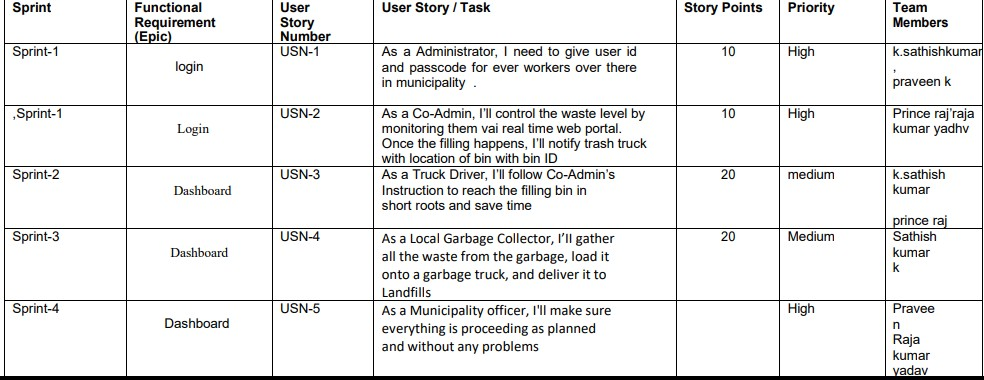 Sprint
Functional
Requirement
(Epic)
User
Story
Number
User Story / Task
Story Points
Priority
Team
Members
Sprint-1
login
USN-1
As a Administrator, I need to give user id
and passcode for ever workers over there
in municipality .
10
High
k.sathishkumar
,
praveen k
,Sprint-1
Login
USN-2
As a Co-Admin, I'll control the waste level by
monitoring them vai real time web portal.
Once the filling happens, I'll notify trash truck
with location of bin with bin ID
10
High
Prince raj'raja
kumar yadhv
Sprint-2
Dashboard
USN-3
As a Truck Driver, I'll follow Co-Admin's
Instruction to reach the filling bin in
short roots and save time
20
medium
k.sathish
kumar
prince raj
Sprint-3
Dashboard
USN-4
As a Local Garbage Collector, I'll gather
all the waste from the garbage, load it
onto a garbage truck, and deliver it to
Landfills
20
Medium
Sathish
kumar
k
Sprint-4
Dashboard
USN-5
As a Municipality officer, I'll make sure
everything is proceeding as planned
and without any problems
High
Pravee
n
Raja
kumar
yadav